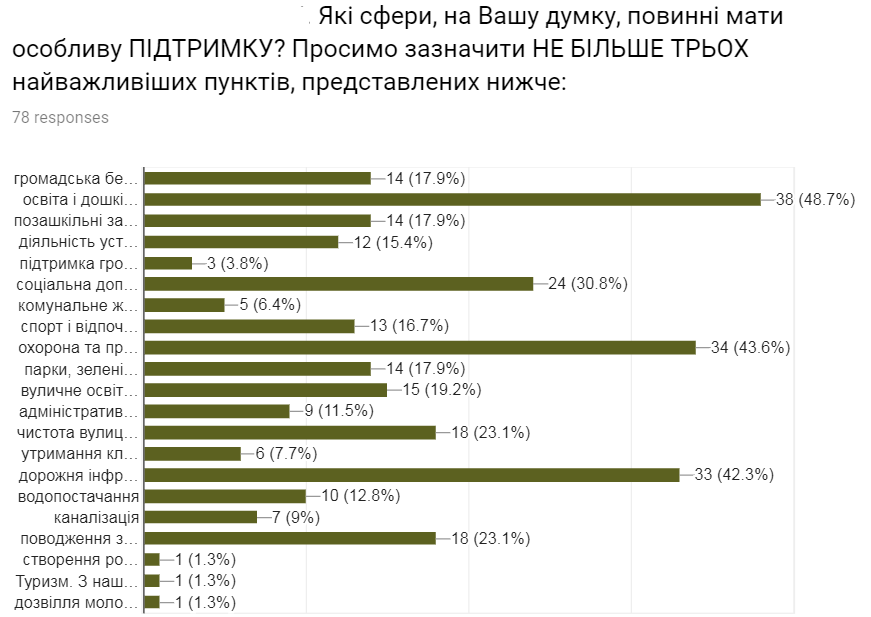 Які сфери, на Вашу думку, повинні мати
особливу ПІДТРИМКУ? Просимо зазначити НЕ БІЛЬШЕ ТРЬОХ
найважливіших пунктів, представлених нижче:
78 responses
громадська бе… 14 (17.9%)
освіта і дошкі… 38 (48.7%)
позашкільні за… 14 (17.9%)
діяльність уст… 12 (15.4%)
підтримка гро… 3 (3.8%)
соціальна доп… 24 (30.8%)
комунальне ж… 5 (6.4%)
спорт і відпоч… 13 (16.7%)
охорона та пр… 34 (43.6%)
парки, зелені… 14 (17.9%)
вуличне освіт… 15 (19.2%)
адміністратив… 9 (11.5%)
чистота вулиц… 18 (23.1%)
утримання кл… 6 (7.7%)
дорожня інфр… 33 (42.3%)
водопостачання 10 (12.8%)
каналізація 7 (9%)
поводження з… 18 (23.1%)
створення ро… 1 (1.3%)
Туризм. З наш… 1 (1.3%)
дозвілля моло… 1 (1.3%)